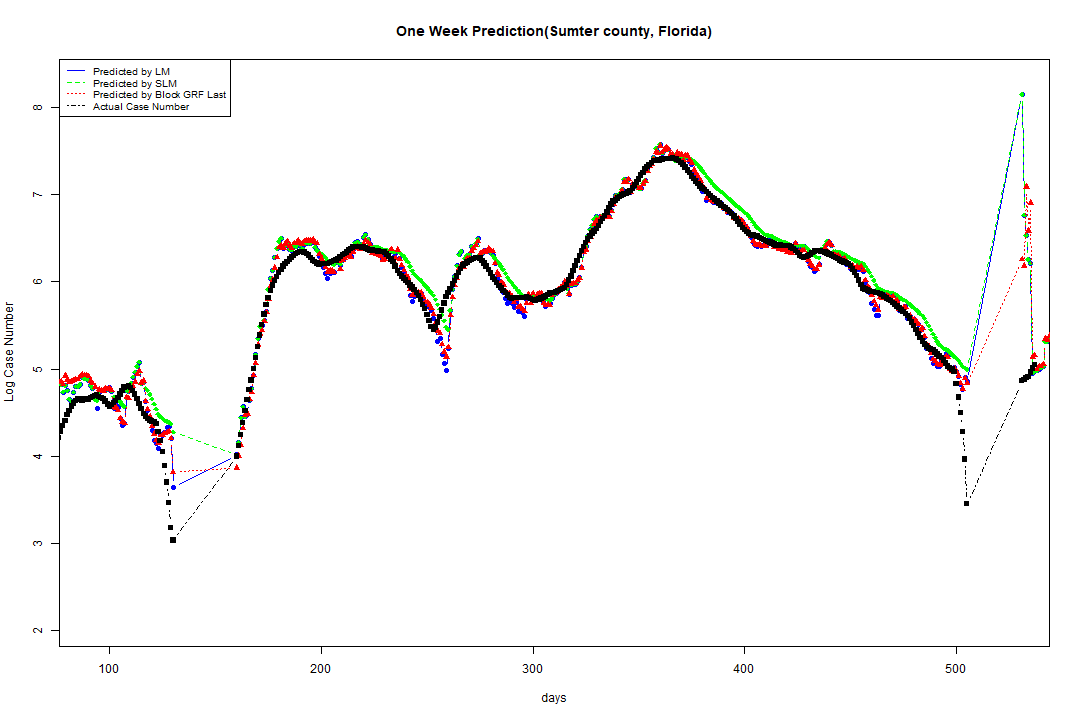 One Week Prediction(Sumter county, Florida)
Predicted by LM
Predicted by SLM
Predicted by Block GRF Last
Actual Case Number
8
7
6
5
4
3
2
Log Case Number
100 200 300 400 500
days